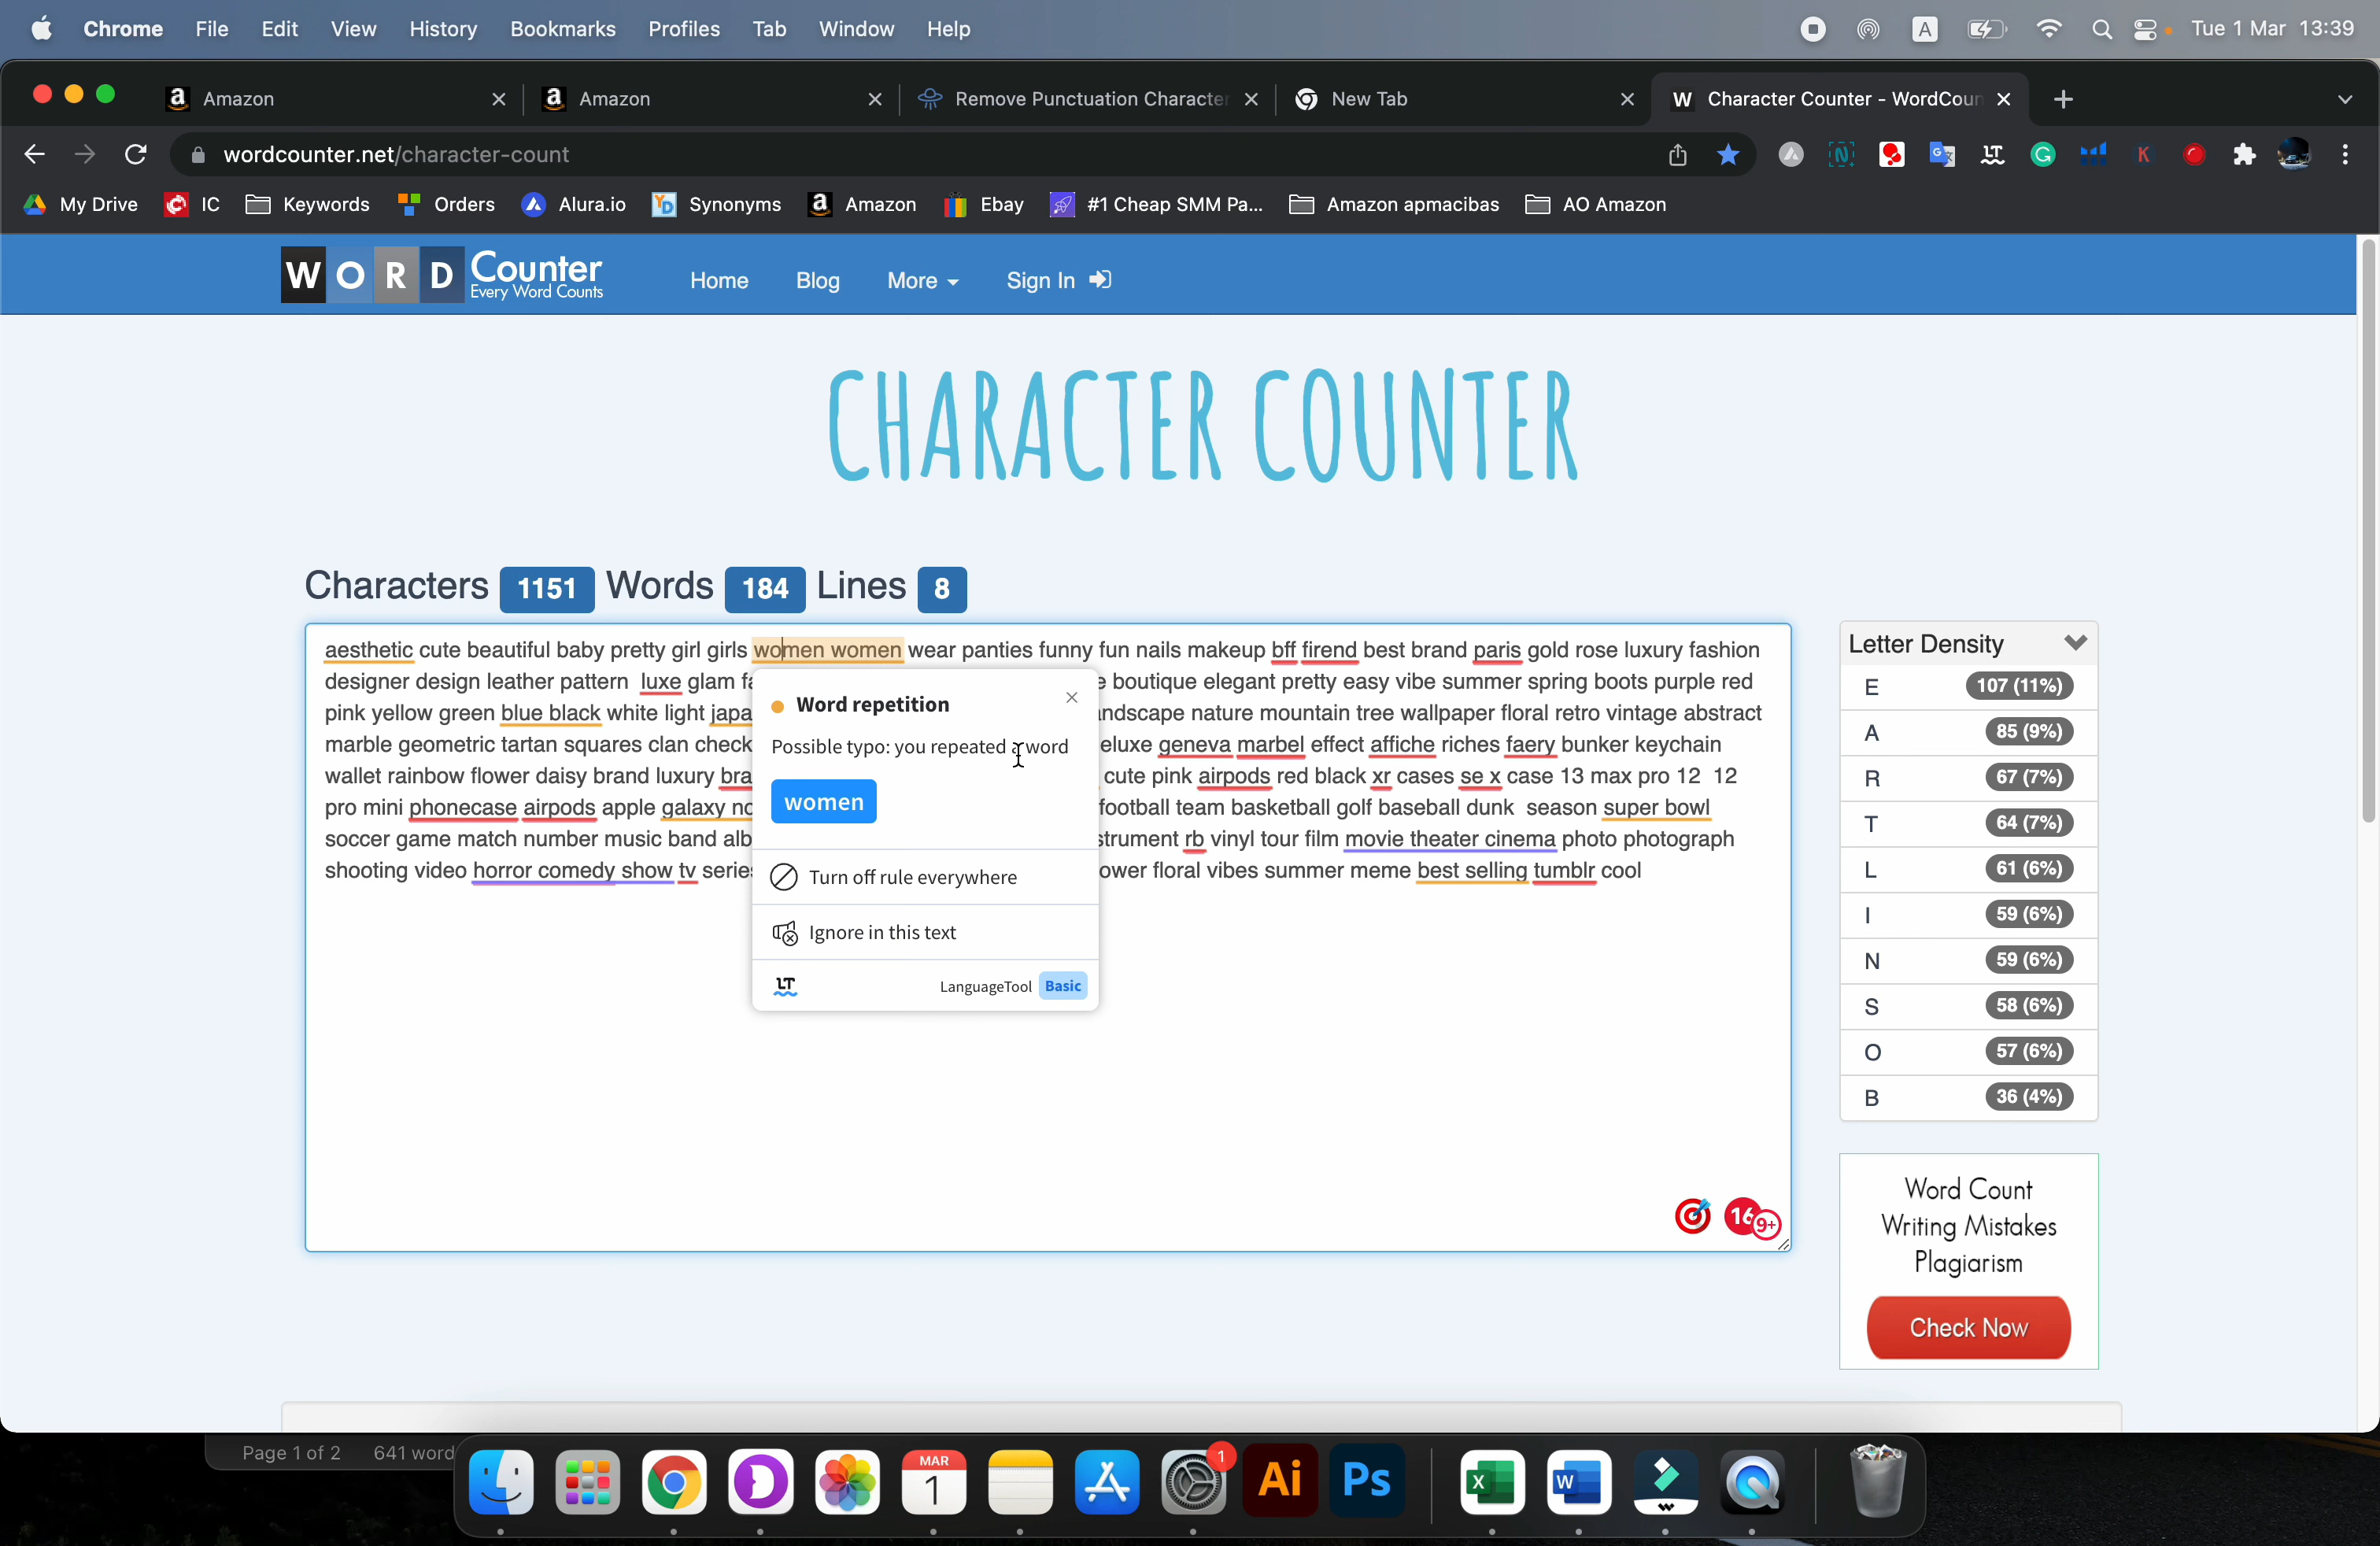 Chrome File Edit View History Bookmarks Profiles Tab Window Help A Tue 1 Mar 13:39
Amazon Amazon Remove Punctuation Character New Tab W Character Counter - WordCoun
wordcounter.net/character-count
My Drive IC Keywords Orders Alura.io Synonyms Amazon Ebay #1 Cheap SMM Pa... Amazon apmacibas AO Amazon
WORD Counter
Every Word Counts
Home Blog More Sign In
CHARACTER COUNTER
Characters 1151 Words 184 Lines 8
aesthetic cute beautiful baby pretty girl girls women women wear panties funny fun nails makeup bff firend best brand paris gold rose luxury fashion
designer design leather pattern luxe glam boutique elegant pretty easy vibe summer spring boots purple red
pink yellow green blue black white light nature mountain tree wallpaper floral retro vintage abstract
marble geometric tartan squares clan check geneva marbel effect affiche riches faery bunker keychain
wallet rainbow flower daisy brand luxury cute pink airpods red black xr cases se x case 13 max pro 12 12
pro mini phonecase airpods apple galaxy football team basketball golf baseball dunk season super bowl
soccer game match number music band rb vinyl tour film movie theater cinema photo photograph
shooting video horror comedy show tv floral vibes summer meme best selling tumblr cool
Word repetition
Possible typo: you repeated a word
women
Turn off rule everywhere
Ignore in this text
LT LanguageTool Basic
16 9+
Letter Density
E 107 (11%)
A 85 (9%)
R 67 (7%)
T 64 (7%)
L 61 (6%)
I 59 (6%)
N 59 (6%)
S 58 (6%)
O 57 (6%)
B 36 (4%)
Word Count
Writing Mistakes
Plagiarism
Check Now
Page 1 of 2 641 word
MAR
1
1
Ai Ps X W